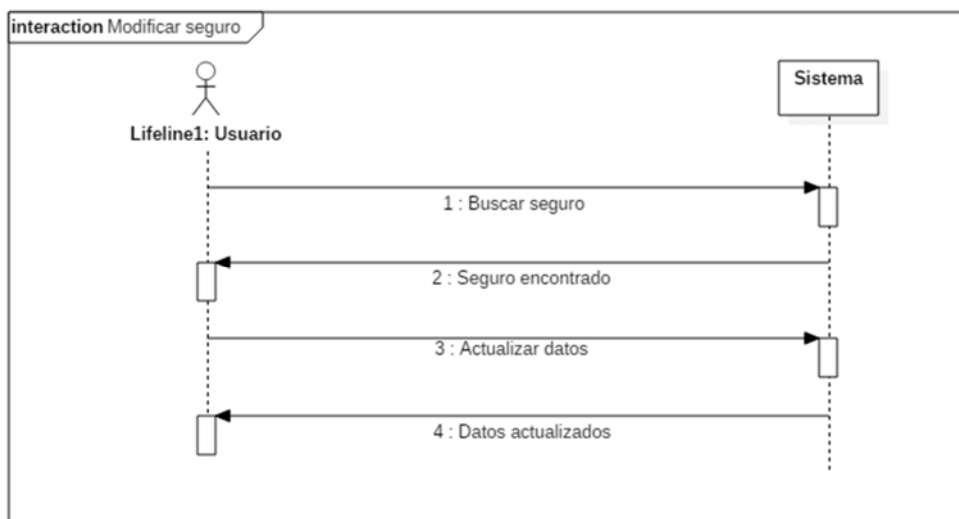 interaction Modificar seguro
Sistema
Lifeline1: Usuario
1 : Buscar seguro
2 : Seguro encontrado
3 : Actualizar datos
4 : Datos actualizados